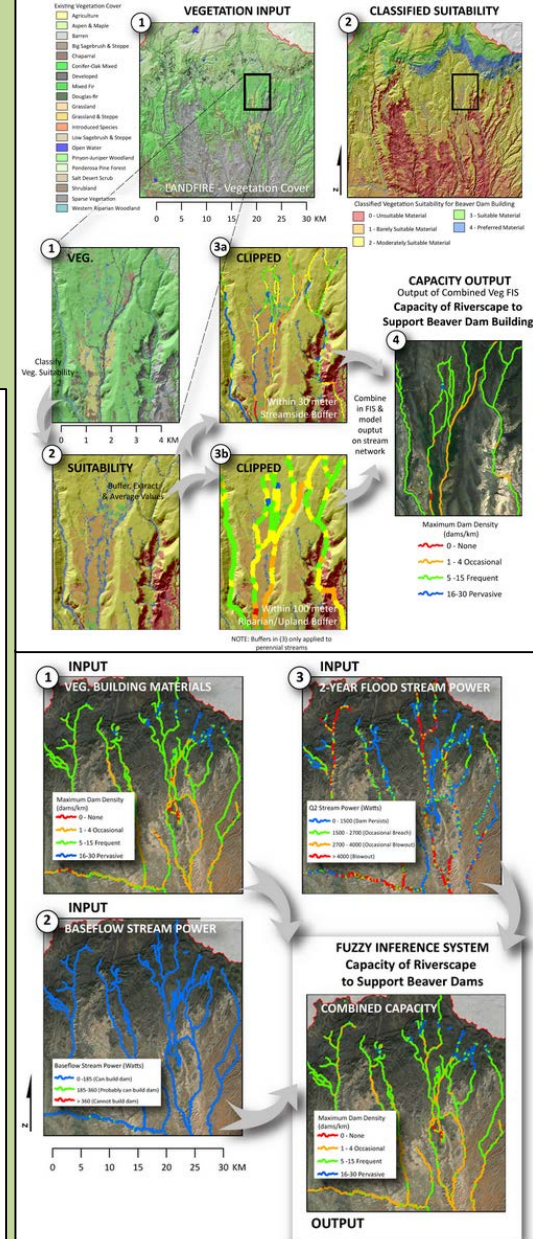 Existing Vegetation Cover
Agriculture
Aspen & Maple
Barren
Big Sagebrush & Steppe
Chaparral
Conifer-Oak Mixed
Developed
Mixed Fir
Douglas-fir
Grassland
Grassland & Steppe
Introduced Species
Low Sagebrush & Steppe
Open Water
Pinyon-Juniper Woodland
Ponderosa Pine Forest
Salt Desert Scrub
Shrubland
Sparse Vegetation
Western Riparian Woodland
1
VEGETATION INPUT
LANDFIRE - Vegetation Cover
0 5 10 15 20 25 30 KM
2
CLASSIFIED SUITABILITY
N
Classified Vegetation Suitability for Beaver Dam Building
0 - Unsuitable Material
1 - Barely Suitable Material
2 - Moderately Suitable Material
3 - Suitable Material
4 - Preferred Material
1
VEG.
Classify
Veg. Suitability
0 1 2 3 4 KM
3a
CLIPPED
Within 30 meter
Streamside Buffer
2
SUITABILITY
Buffer, Extract
& Average Values
3b
CLIPPED
Within 100 meter
Riparian/Upland Buffer
NOTE: Buffers in (3) only applied to
perennial streams
Combine
in FIS &
model
ouptut
on stream
network
CAPACITY OUTPUT
Output of Combined Veg FIS
Capacity of Riverscape to
Support Beaver Dam Building
4
Maximum Dam Density
(dams/km)
0 - None
1 - 4 Occasional
5 -15 Frequent
16-30 Pervasive
INPUT
1
VEG. BUILDING MATERIALS
Maximum Dam Density
(dams/km)
0 - None
1 - 4 Occasional
5 -15 Frequent
16-30 Pervasive
INPUT
3
2-YEAR FLOOD STREAM POWER
Q2 Stream Power (Watts)
0 - 1500 (Dam Persists)
1500 - 2700 (Occasional Breach)
2700 - 4000 (Occasional Blowout)
> 4000 (Blowout)
INPUT
2
BASEFLOW STREAM POWER
Baseflow Stream Power (Watts)
0 -185 (Can build dam)
185-360 (Probably can build dam)
> 360 (Cannot build dam)
N
0 5 10 15 20 25 30 KM
FUZZY INFERENCE SYSTEM
Capacity of Riverscape
to Support Beaver Dams
COMBINED CAPACITY
Maximum Dam Density
(dams/km)
0 - None
1 - 4 Occasional
5 -15 Frequent
16-30 Pervasive
OUTPUT